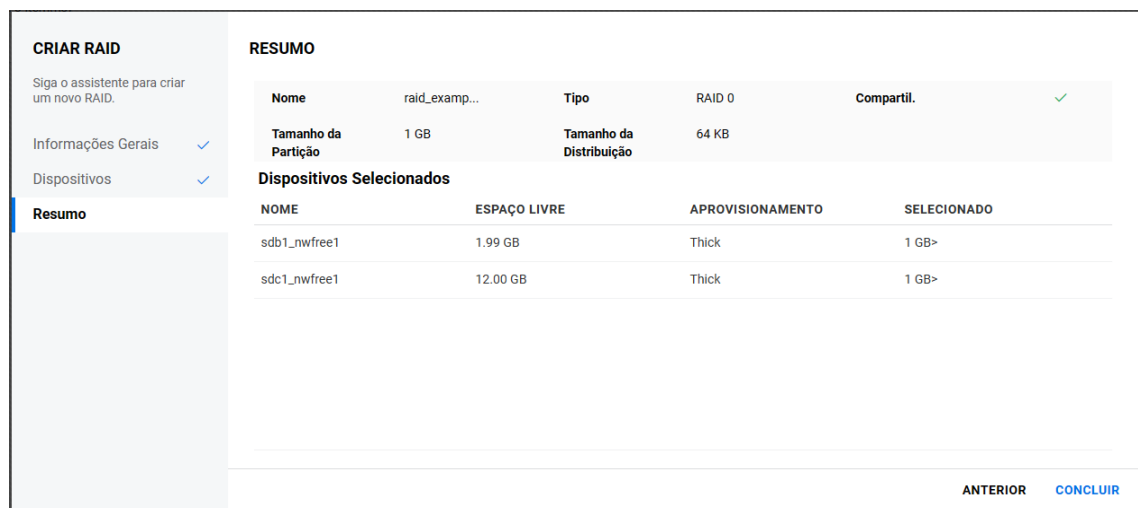 CRIAR RAID
Siga o assistente para criar
um novo RAID.
Informações Gerais
Dispositivos
Resumo
RESUMO
Nome raid_examp... Tipo RAID 0 Compartil.
Tamanho da Partição 1 GB Tamanho da Distribuição 64 KB
Dispositivos Selecionados
NOME ESPAÇO LIVRE APROVISIONAMENTO SELECIONADO
sdb1_nwfree1 1.99 GB Thick 1 GB>
sdc1_nwfree1 12.00 GB Thick 1 GB>
ANTERIOR CONCLUIR